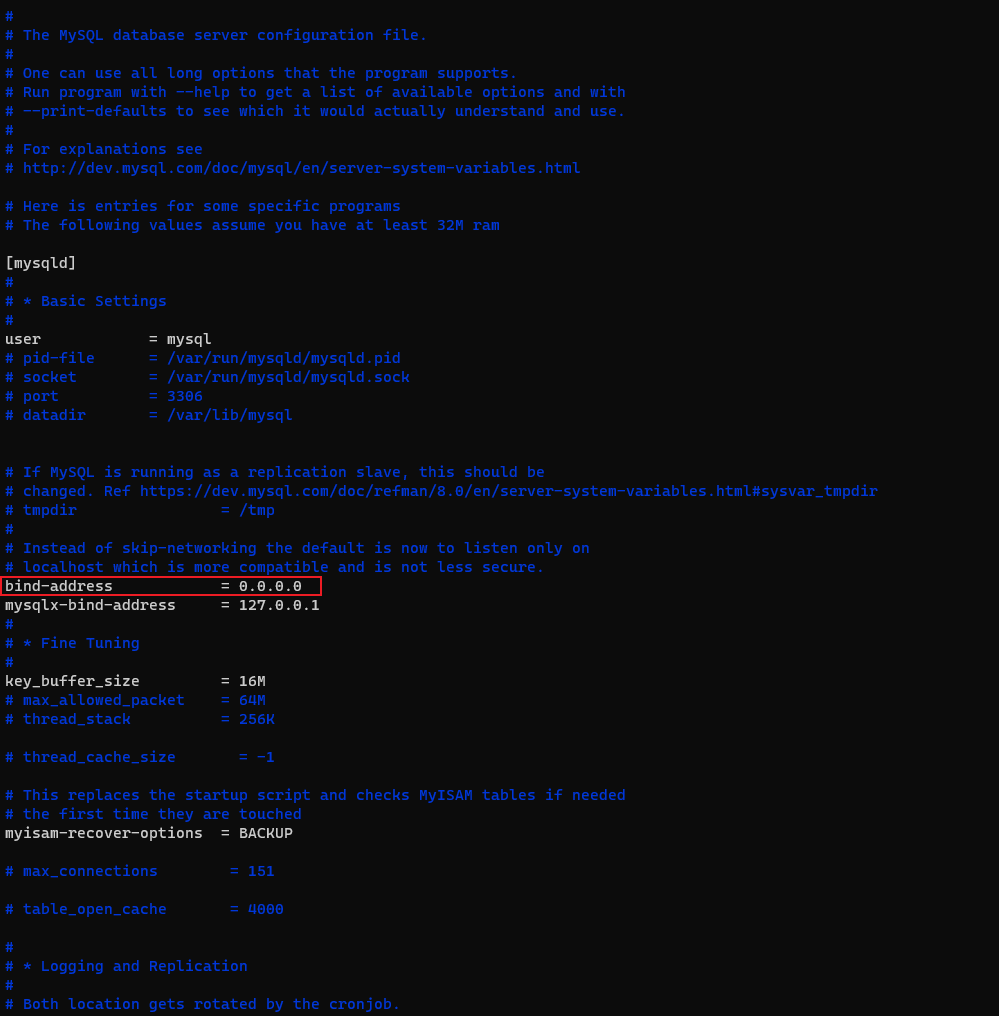 #
# The MySQL database server configuration file.
#
# One can use all long options that the program supports.
# Run program with --help to get a list of available options and with
# --print-defaults to see which it would actually understand and use.
#
# For explanations see
# http://dev.mysql.com/doc/mysql/en/server-system-variables.html
# Here is entries for some specific programs
# The following values assume you have at least 32M ram
[mysqld]
#
# * Basic Settings
#
user            = mysql
# pid-file      = /var/run/mysqld/mysqld.pid
# socket        = /var/run/mysqld/mysqld.sock
# port          = 3306
# datadir       = /var/lib/mysql
# If MySQL is running as a replication slave, this should be
# changed. Ref https://dev.mysql.com/doc/refman/8.0/en/server-system-variables.html#sysvar_tmpdir
# tmpdir                = /tmp
#
# Instead of skip-networking the default is now to listen only on
# localhost which is more compatible and is not less secure.
bind-address            = 0.0.0.0
mysqlx-bind-address     = 127.0.0.1
#
# * Fine Tuning
#
key_buffer_size         = 16M
# max_allowed_packet    = 64M
# thread_stack          = 256K
# thread_cache_size       = -1
# This replaces the startup script and checks MyISAM tables if needed
# the first time they are touched
myisam-recover-options  = BACKUP
# max_connections        = 151
# table_open_cache       = 4000
#
# * Logging and Replication
#
# Both location gets rotated by the cronjob.